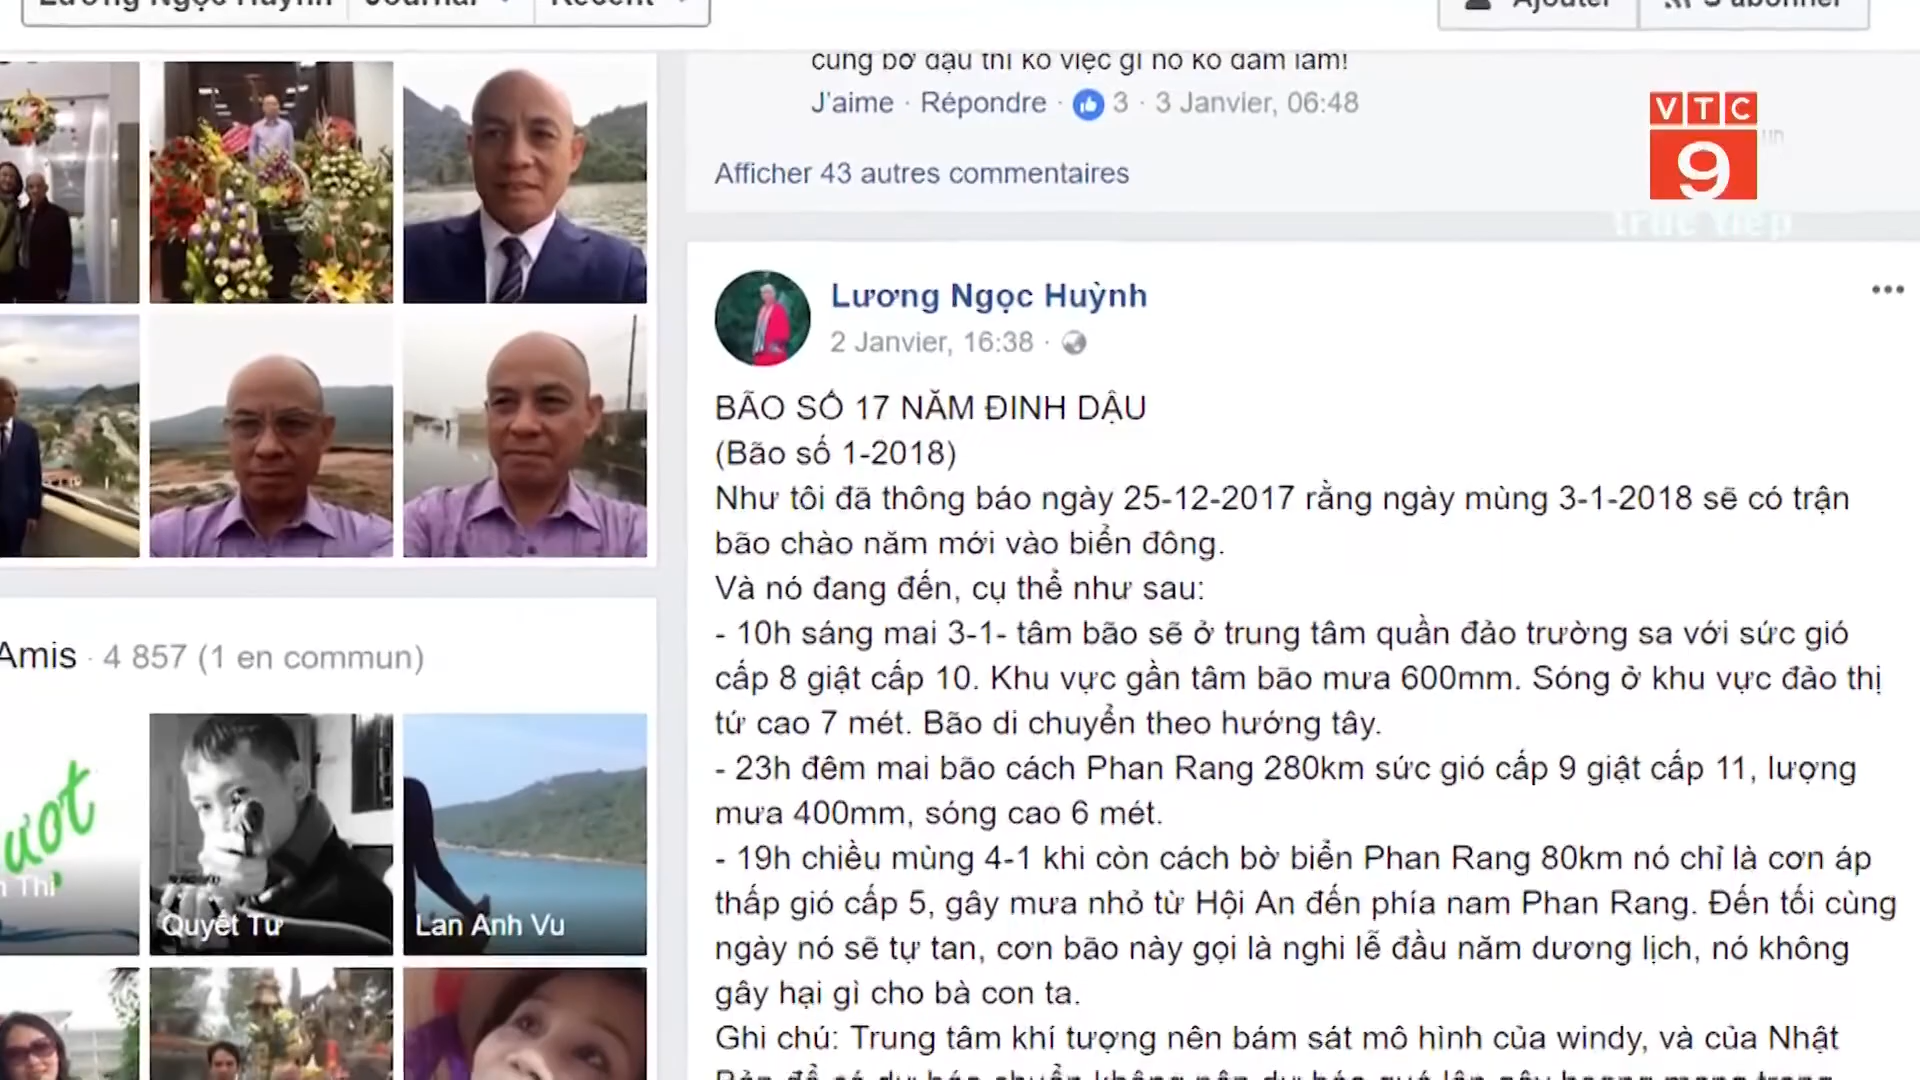 Lương Ngọc Huỳnh
Journal
Récent
Ajouter
S'abonner
cũng bờ đậu thì ko việc gì nó ko dám làm!
J'aime · Répondre · 3 · 3 Janvier, 06:48
Afficher 43 autres commentaires
VTC
9
trực tiếp
Lương Ngọc Huỳnh
2 Janvier, 16:38 ·
BÃO SỐ 17 NĂM ĐINH DẬU
(Bão số 1-2018)
Như tôi đã thông báo ngày 25-12-2017 rằng ngày mùng 3-1-2018 sẽ có trận
bão chào năm mới vào biển đông.
Và nó đang đến, cụ thể như sau:
- 10h sáng mai 3-1- tâm bão sẽ ở trung tâm quần đảo trường sa với sức gió
cấp 8 giật cấp 10. Khu vực gần tâm bão mưa 600mm. Sóng ở khu vực đảo thị
tứ cao 7 mét. Bão di chuyển theo hướng tây.
- 23h đêm mai bão cách Phan Rang 280km sức gió cấp 9 giật cấp 11, lượng
mưa 400mm, sóng cao 6 mét.
- 19h chiều mùng 4-1 khi còn cách bờ biển Phan Rang 80km nó chỉ là cơn áp
thấp gió cấp 5, gây mưa nhỏ từ Hội An đến phía nam Phan Rang. Đến tối cùng
ngày nó sẽ tự tan, cơn bão này gọi là nghi lễ đầu năm dương lịch, nó không
gây hại gì cho bà con ta.
Ghi chú: Trung tâm khí tượng nên bám sát mô hình của windy, và của Nhật
Amis · 4 857 (1 en commun)
ượt
Thị
Quyết Tư
Lan Anh Vu